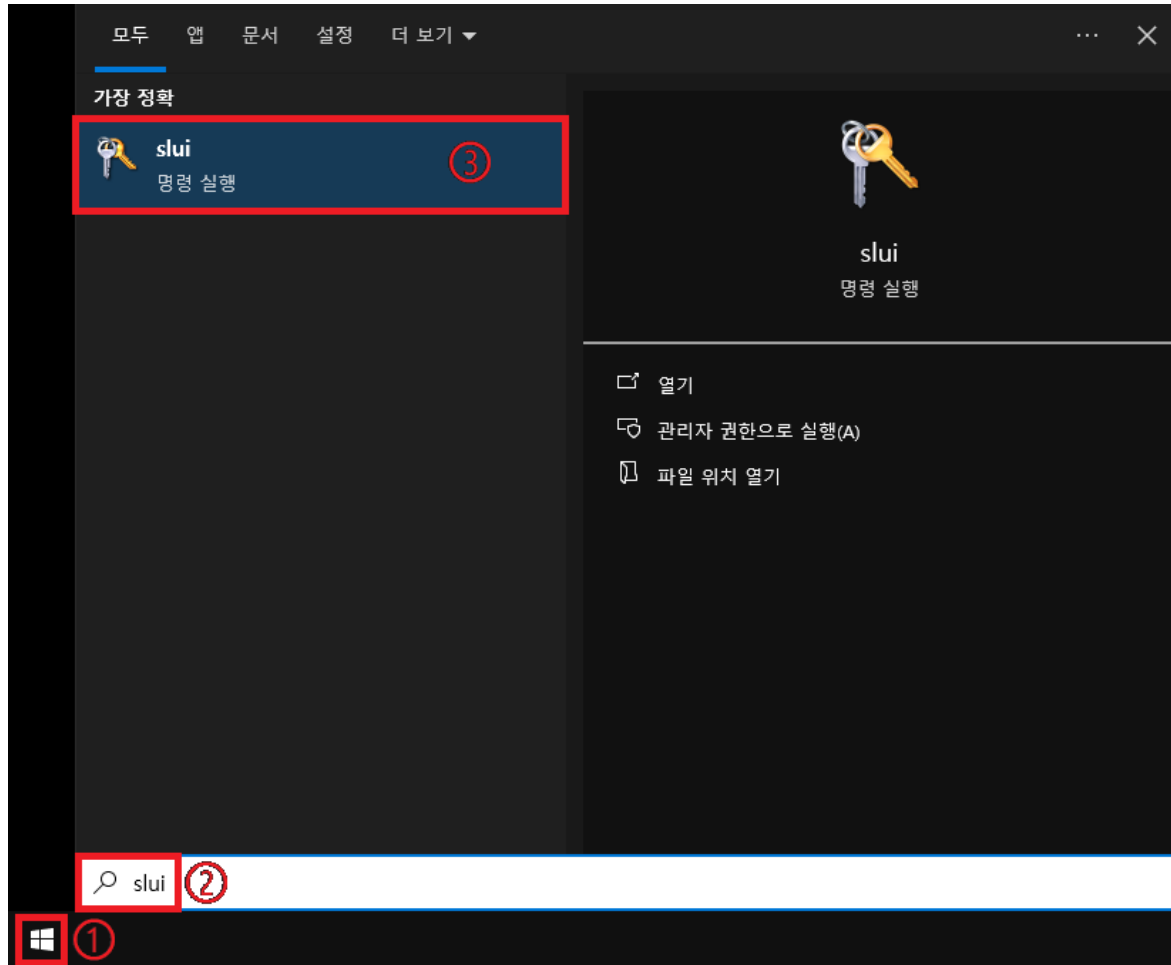 모두 앱 문서 설정 더 보기
가장 정확
slui
명령 실행
③
slui
명령 실행
열기
관리자 권한으로 실행(A)
파일 위치 열기
slui ②
①